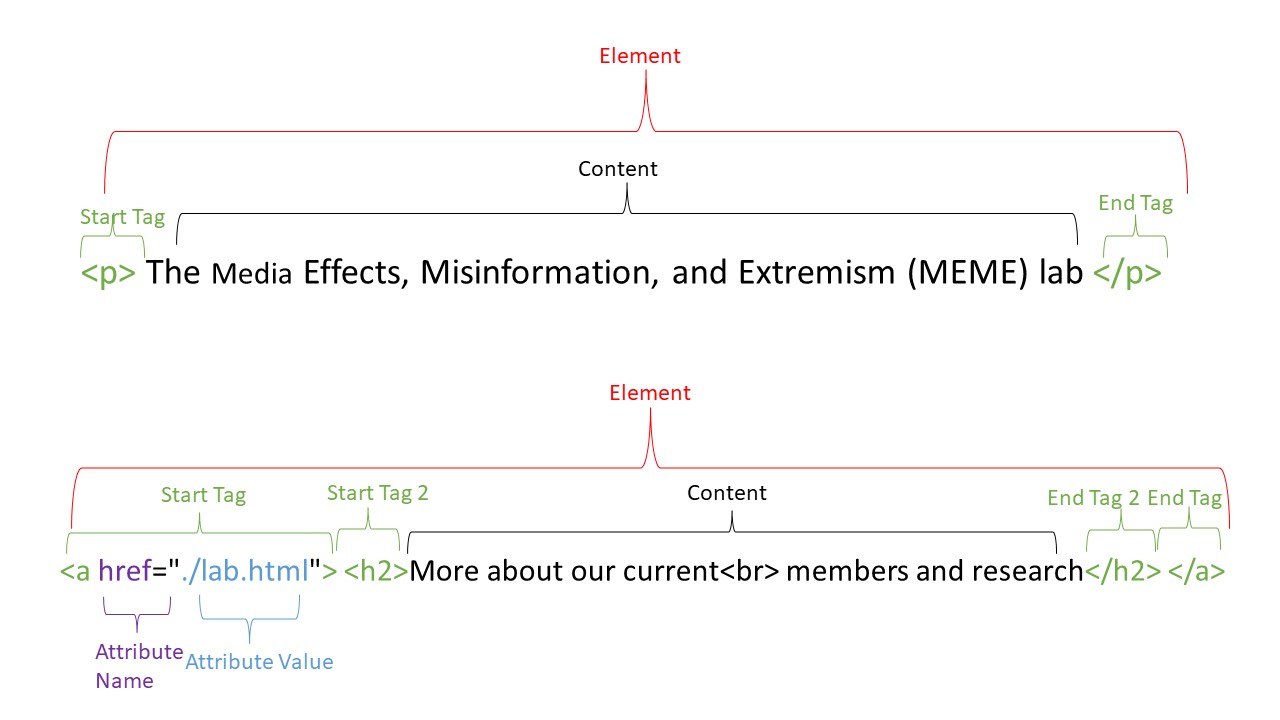 Element
Content
Start Tag
End Tag
<p> The Media Effects, Misinformation, and Extremism (MEME) lab </p>
Element
Start Tag
Start Tag 2
Content
End Tag 2
End Tag
<a href="./lab.html"> <h2>More about our current<br> members and research</h2> </a>
Attribute
Name
Attribute Value